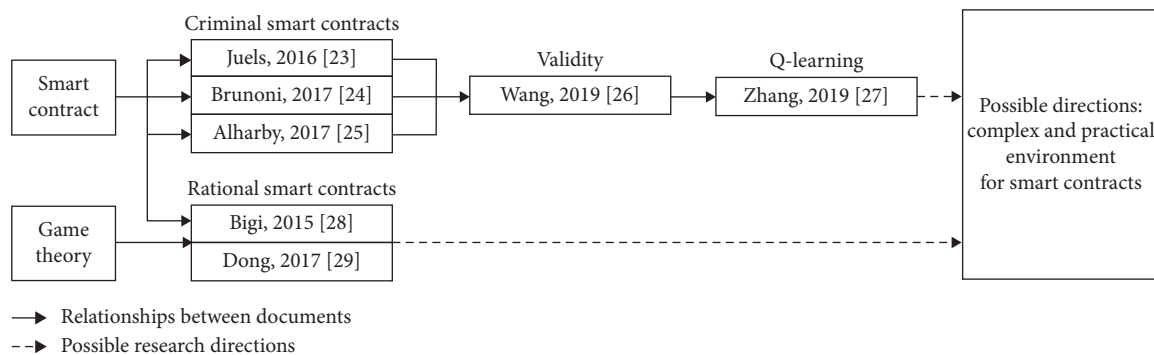 Criminal smart contracts
Smart
contract
Juels, 2016 [23]
Brunoni, 2017 [24]
Alharby, 2017 [25]
Validity
Wang, 2019 [26]
Q-learning
Zhang, 2019 [27]
Possible directions:
complex and practical
environment
for smart contracts
Game
theory
Rational smart contracts
Bigi, 2015 [28]
Dong, 2017 [29]
Relationships between documents
Possible research directions